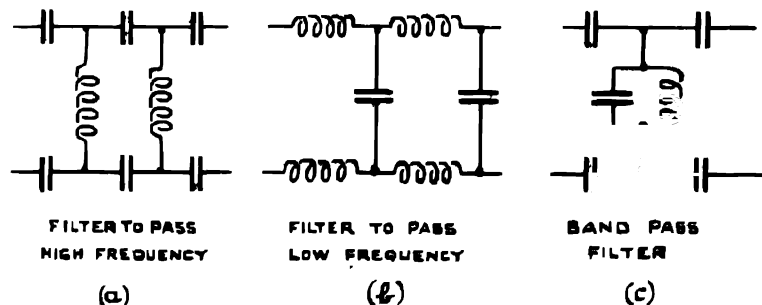 FILTER TO PASS
HIGH FREQUENCY
(a)
FILTER TO PASS
LOW FREQUENCY
(b)
BAND PASS
FILTER
(c)